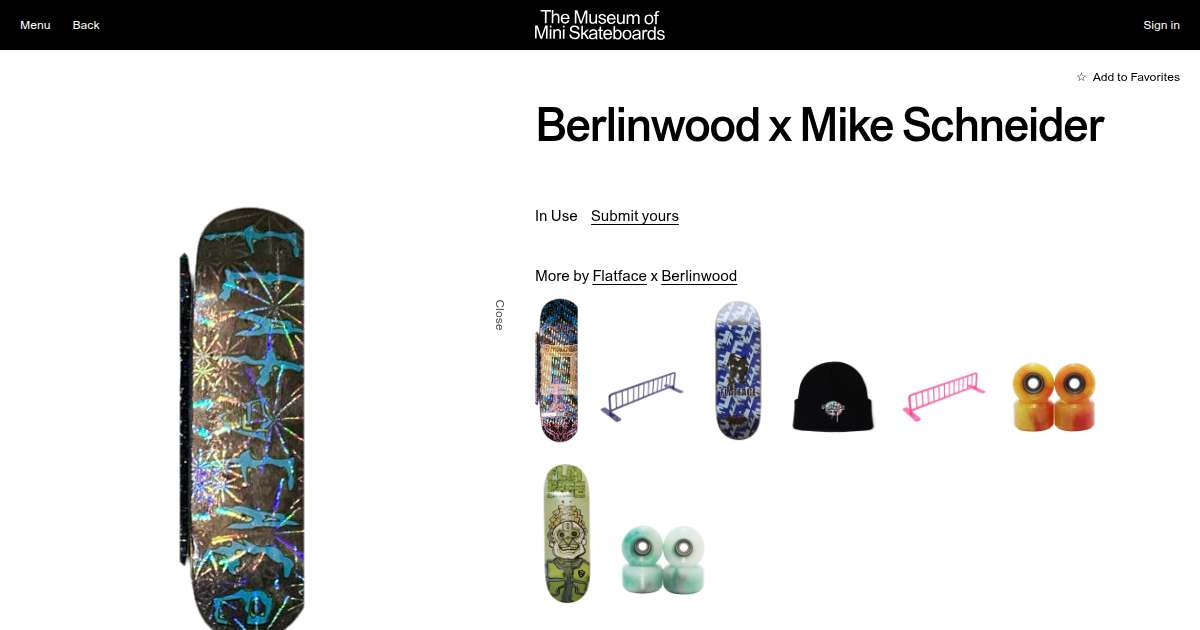 Menu
Back
The Museum of
Mini Skateboards
Sign in
☆ Add to Favorites
Berlinwood x Mike Schneider
In Use Submit yours
More by Flatface x Berlinwood
Close